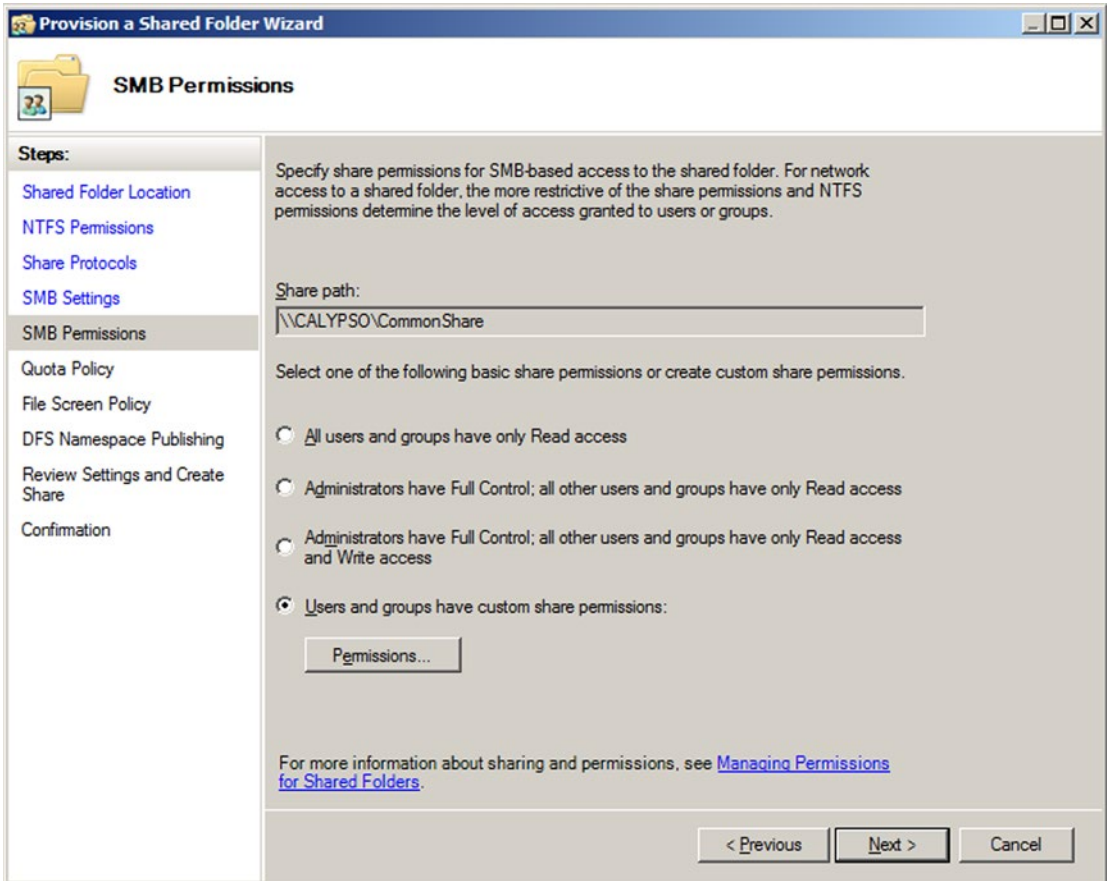 Provision a Shared Folder Wizard
SMB Permissions
Steps:
Shared Folder Location
NTFS Permissions
Share Protocols
SMB Settings
SMB Permissions
Quota Policy
File Screen Policy
DFS Namespace Publishing
Review Settings and Create
Share
Confirmation
Specify share permissions for SMB-based access to the shared folder. For network
access to a shared folder, the more restrictive of the share permissions and NTFS
permissions determine the level of access granted to users or groups.
Share path:
\\CALYPSO\CommonShare
Select one of the following basic share permissions or create custom share permissions.
All users and groups have only Read access
Administrators have Full Control; all other users and groups have only Read access
Administrators have Full Control; all other users and groups have only Read access
and Write access
Users and groups have custom share permissions:
Permissions...
For more information about sharing and permissions, see Managing Permissions
for Shared Folders.
< Previous
Next >
Cancel